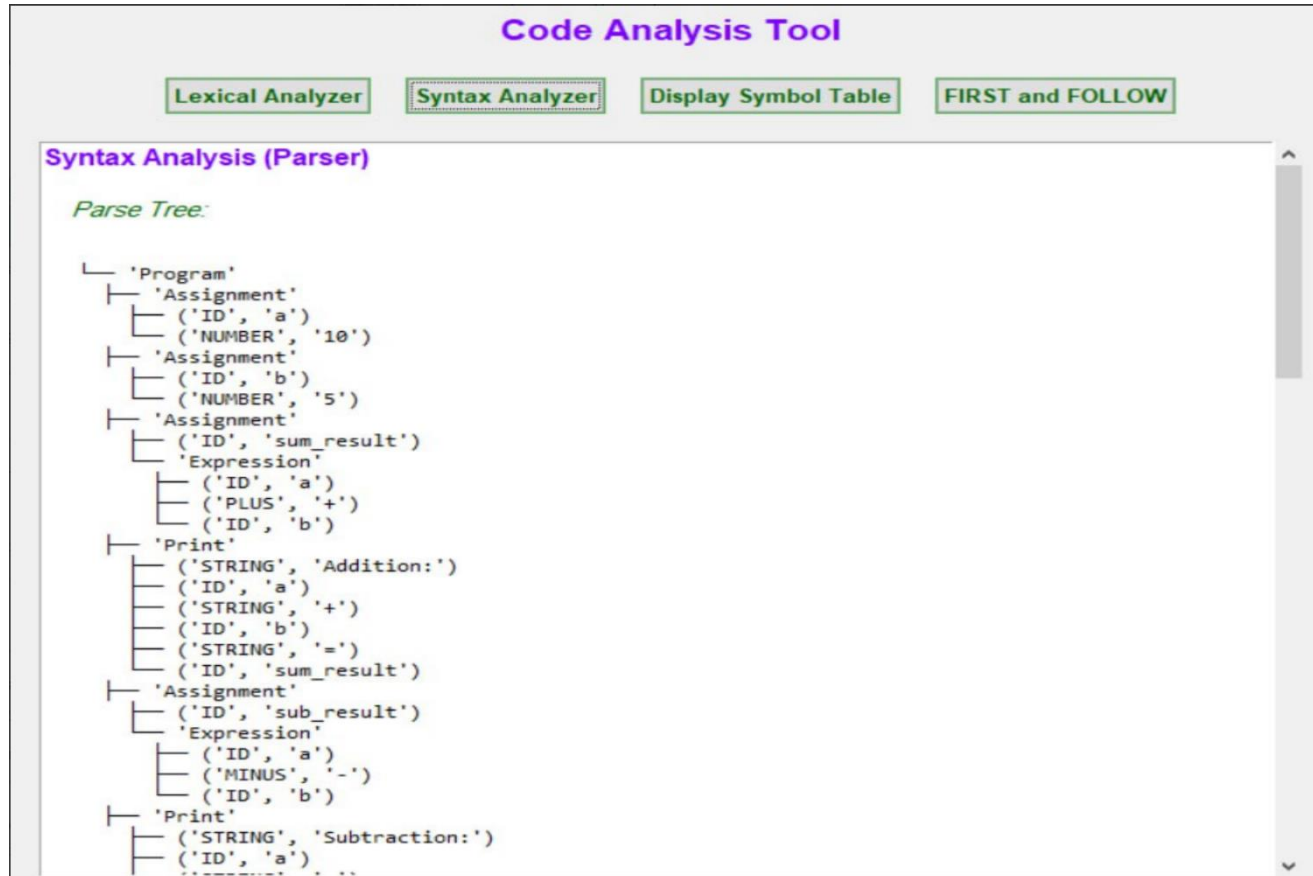 Code Analysis Tool
Lexical Analyzer Syntax Analyzer Display Symbol Table FIRST and FOLLOW
Syntax Analysis (Parser)
Parse Tree:
└── 'Program'
├── 'Assignment'
├── ('ID', 'a')
└── ('NUMBER', '10')
├── 'Assignment'
├── ('ID', 'b')
└── ('NUMBER', '5')
├── 'Assignment'
├── ('ID', 'sum_result')
└── 'Expression'
├── ('ID', 'a')
├── ('PLUS', '+')
└── ('ID', 'b')
├── 'Print'
├── ('STRING', 'Addition:')
├── ('ID', 'a')
├── ('STRING', '+')
├── ('ID', 'b')
├── ('STRING', '=')
└── ('ID', 'sum_result')
├── 'Assignment'
├── ('ID', 'sub_result')
└── 'Expression'
├── ('ID', 'a')
├── ('MINUS', '-')
└── ('ID', 'b')
├── 'Print'
├── ('STRING', 'Subtraction:')
├── ('ID', 'a')